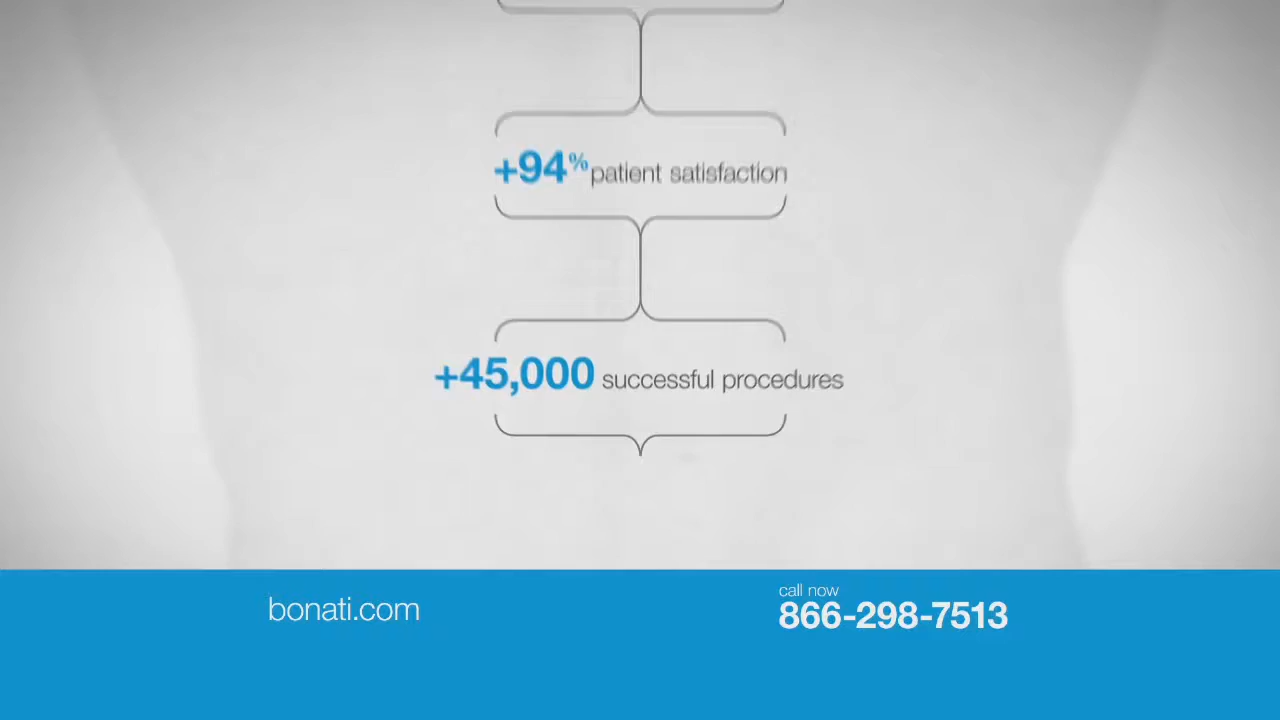 +94% patient satisfaction
+45,000 successful procedures
bonati.com
call now
866-298-7513